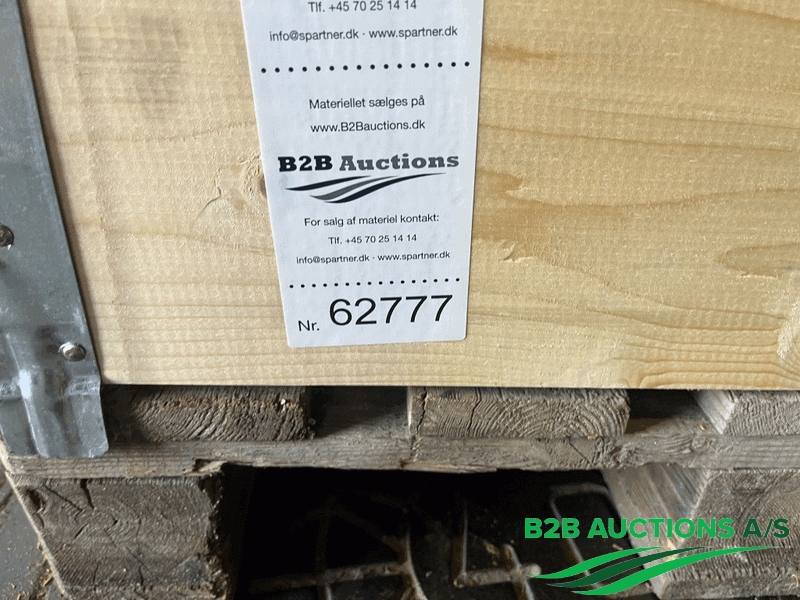 Tlf. +45 70 25 14 14
info@spartner.dk · www.spartner.dk
Materiellet sælges på
www.B2Bauctions.dk
B2B Auctions
For salg af materiel kontakt:
Tlf. +45 70 25 14 14
info@spartner.dk · www.spartner.dk
Nr. 62777
B2B AUCTIONS A/S